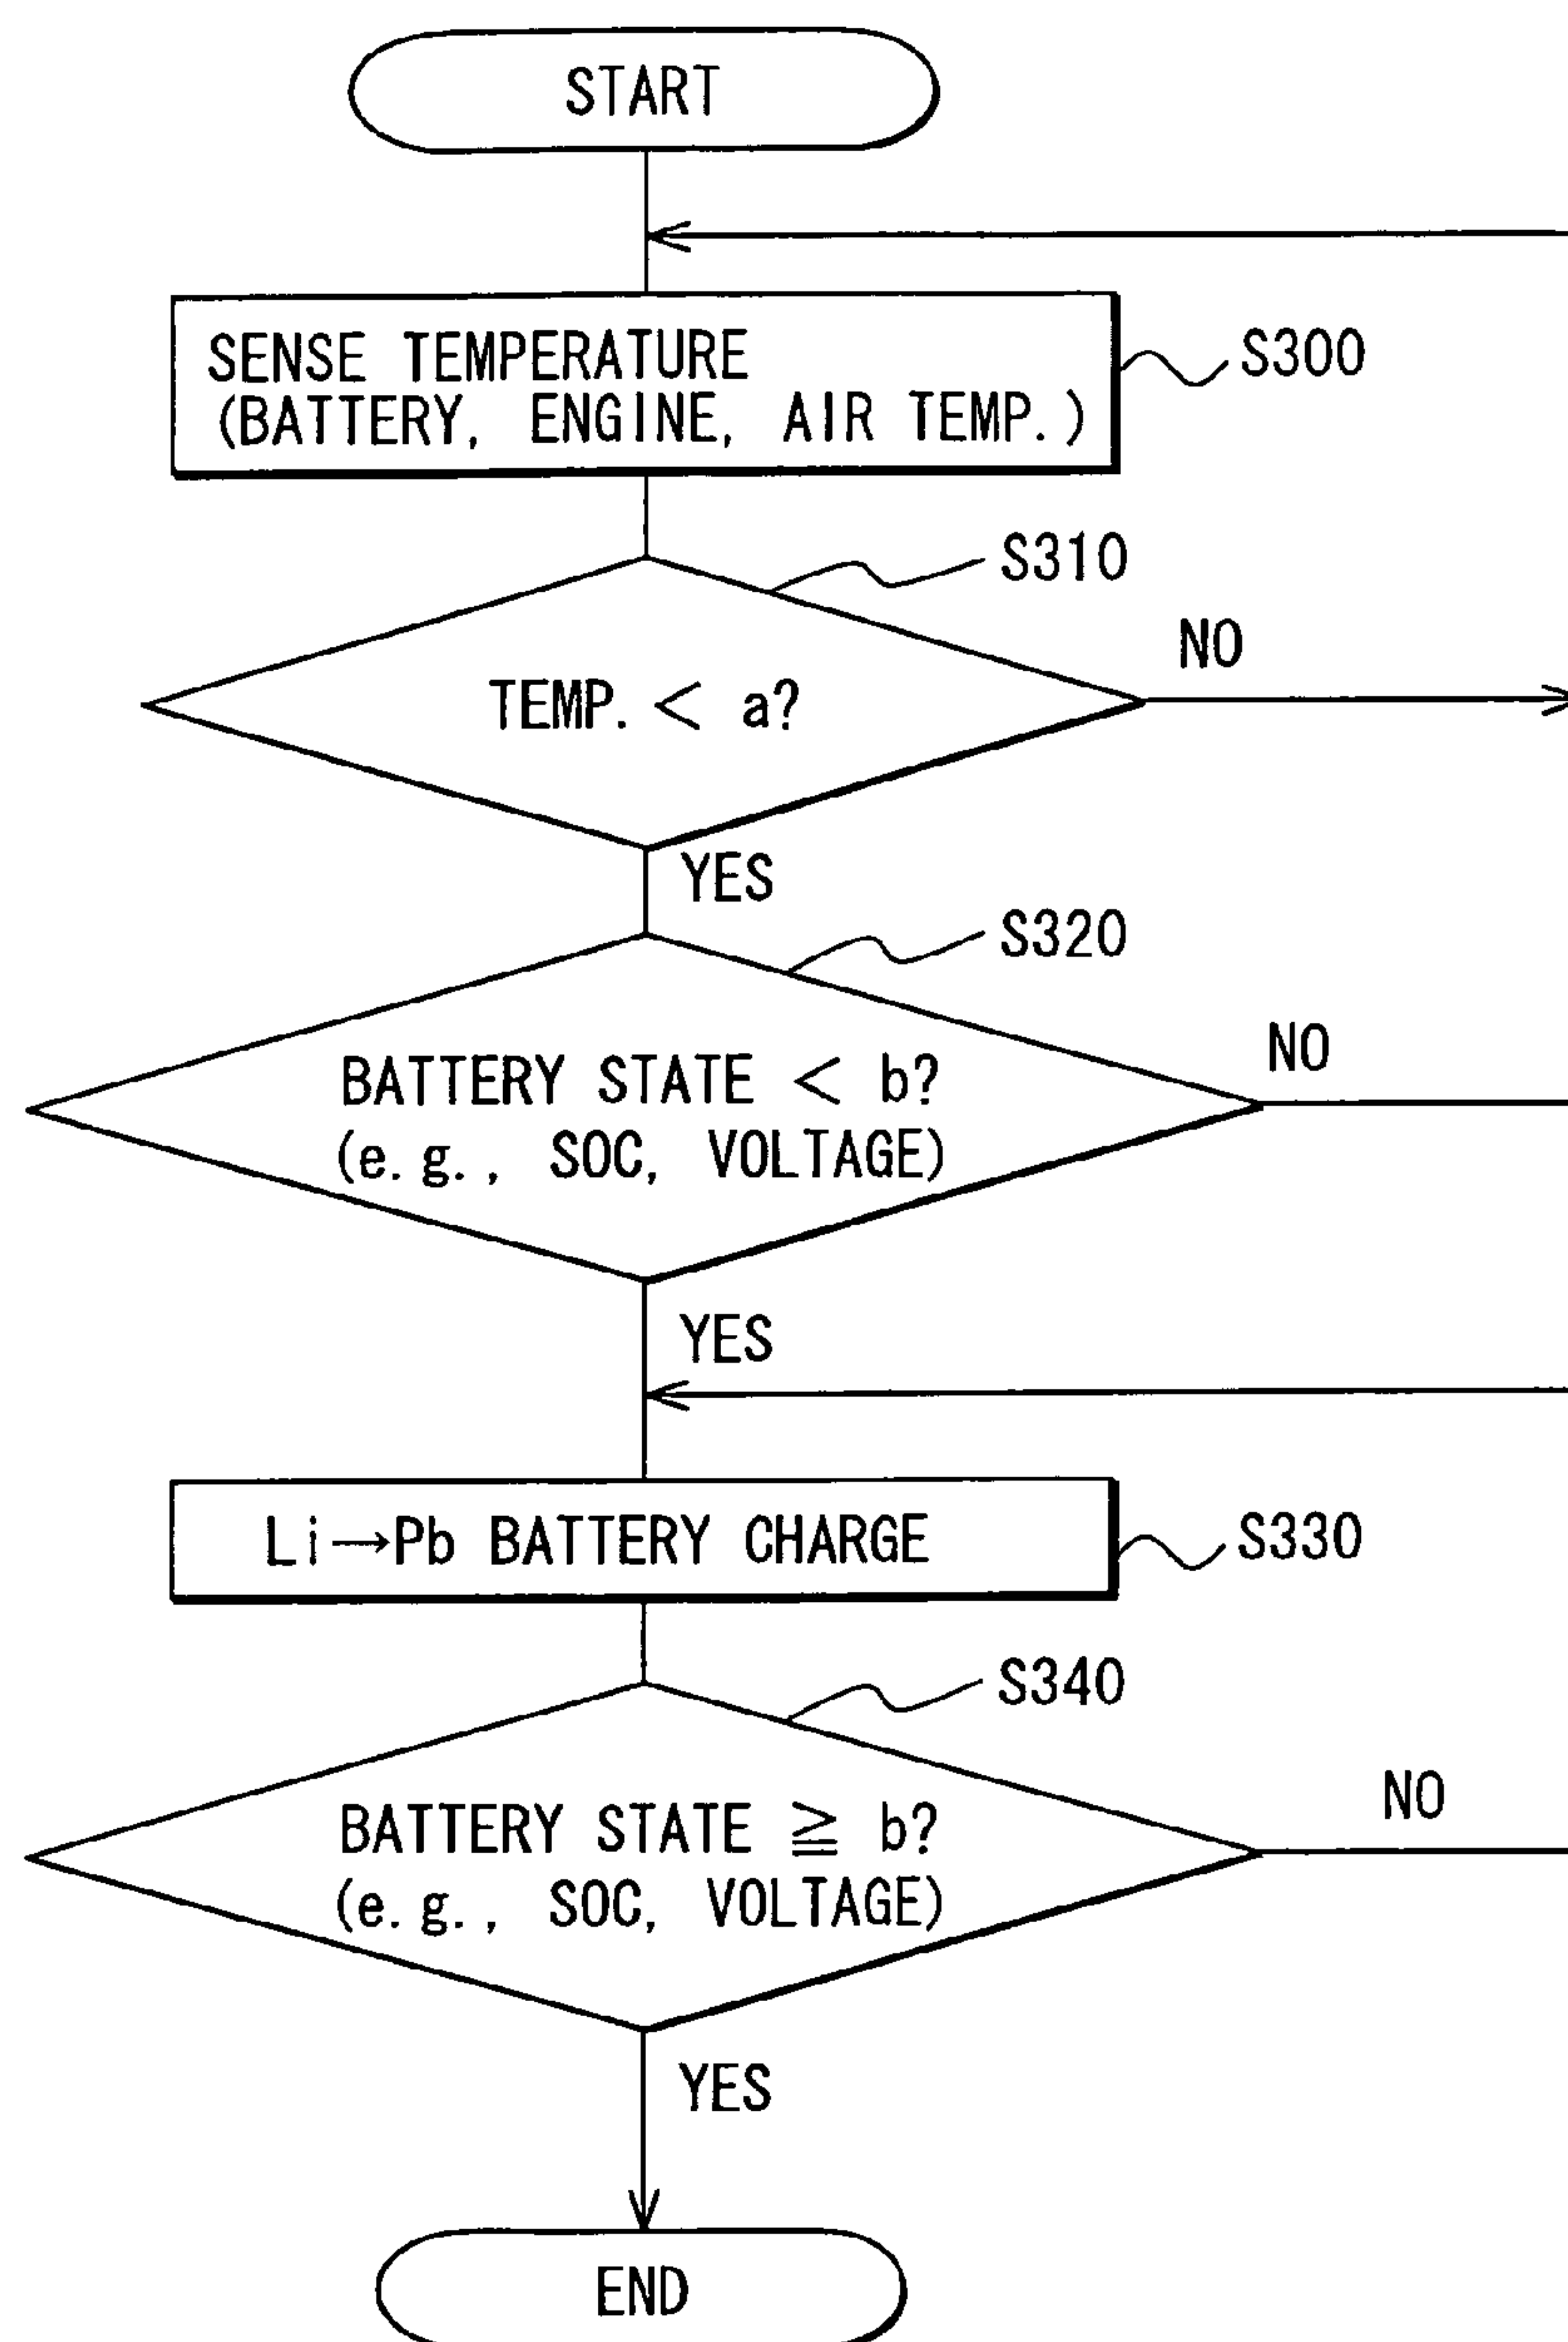 START
SENSE TEMPERATURE
(BATTERY, ENGINE, AIR TEMP.)
S300
S310
TEMP. < a?
NO
YES
S320
BATTERY STATE < b?
(e.g., SOC, VOLTAGE)
NO
YES
Li→Pb BATTERY CHARGE
S330
S340
BATTERY STATE ≧ b?
(e.g., SOC, VOLTAGE)
NO
YES
END